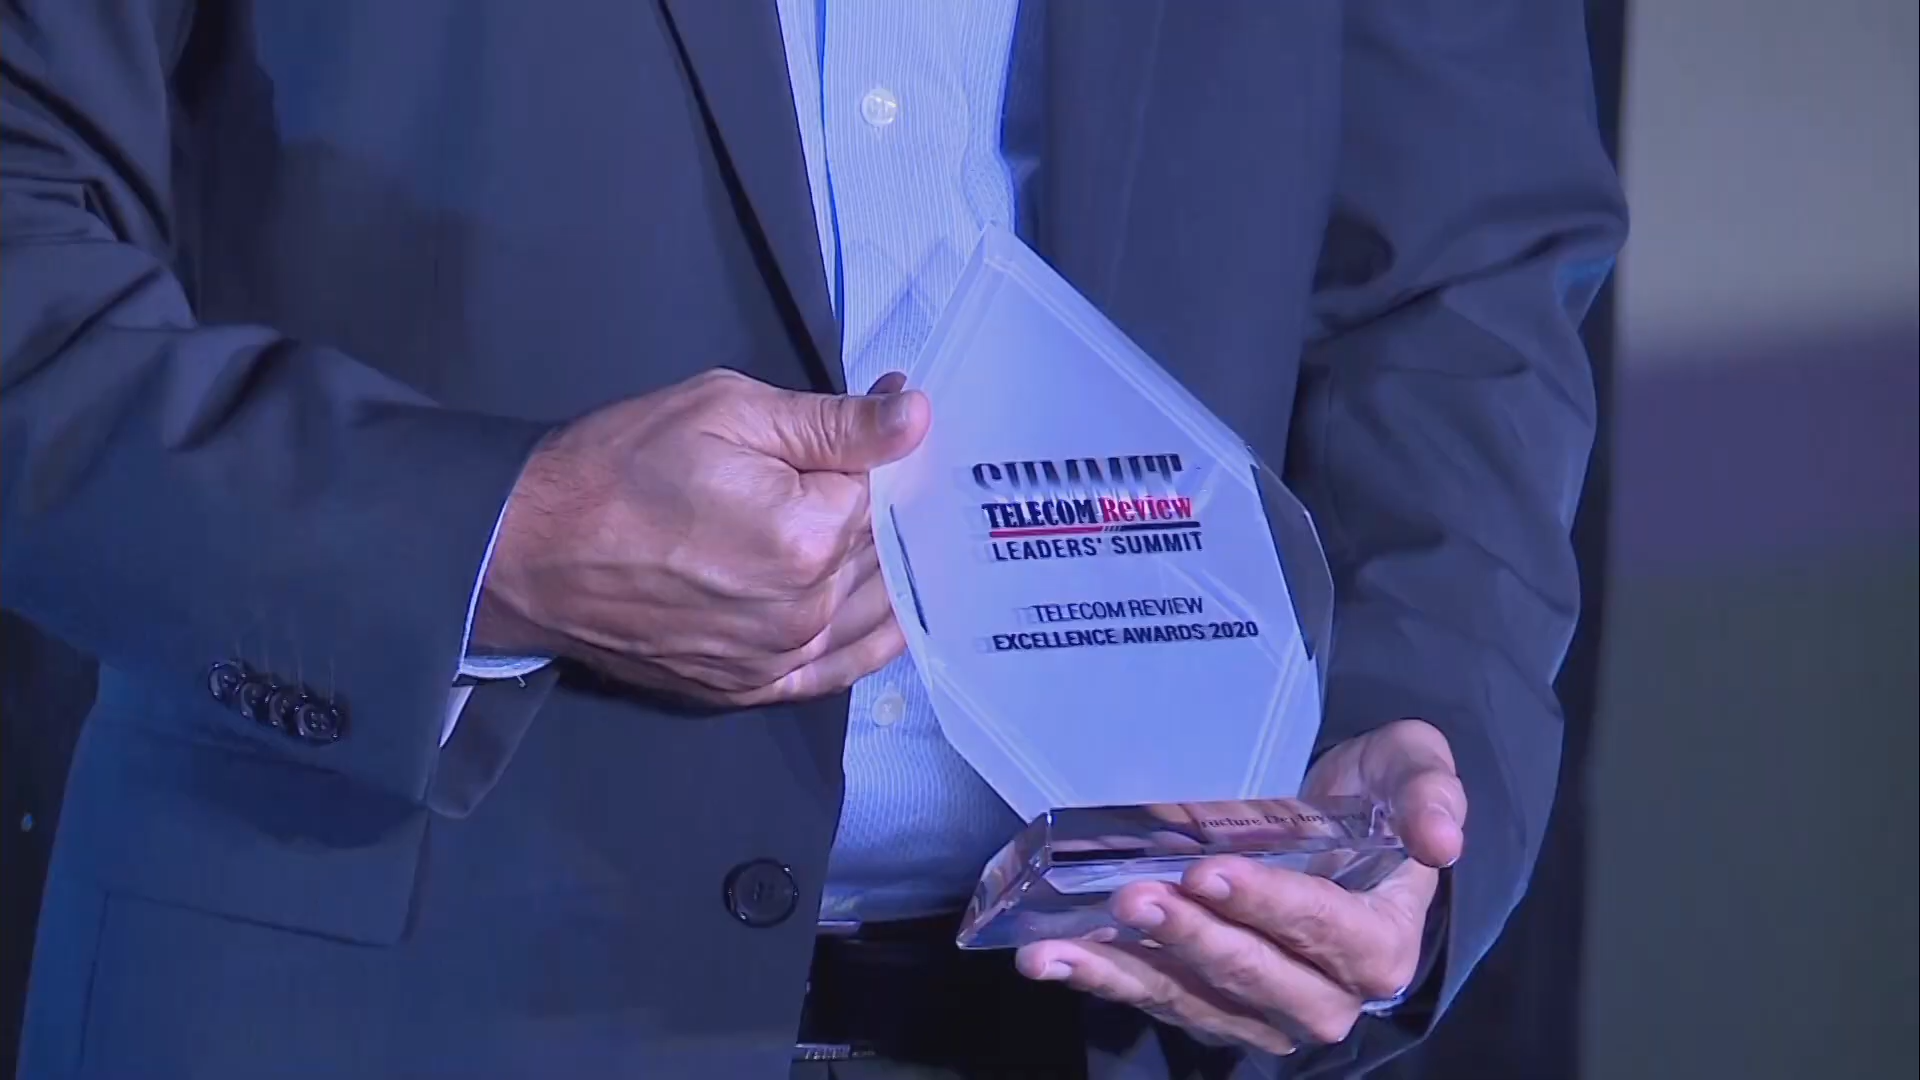 SUMMIT
TELECOM Review
LEADERS' SUMMIT
TELECOM REVIEW
EXCELLENCE AWARDS 2020